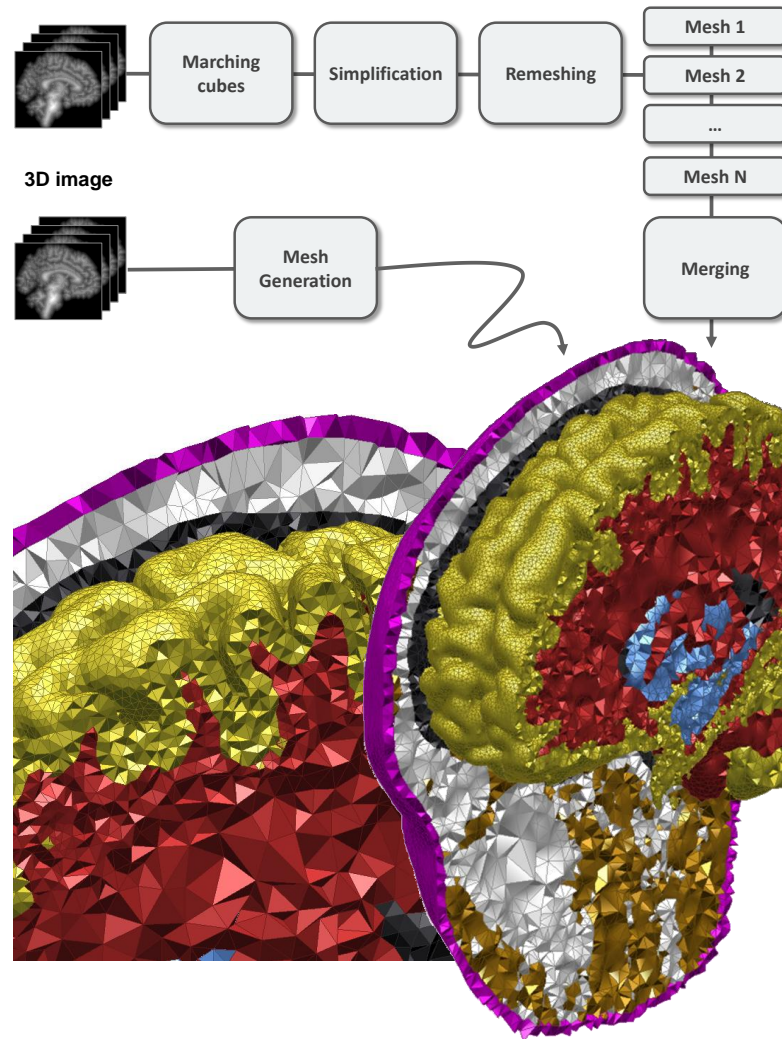 Marching
cubes
Simplification
Remeshing
Mesh 1
Mesh 2
...
Mesh N
3D image
Mesh
Generation
Merging